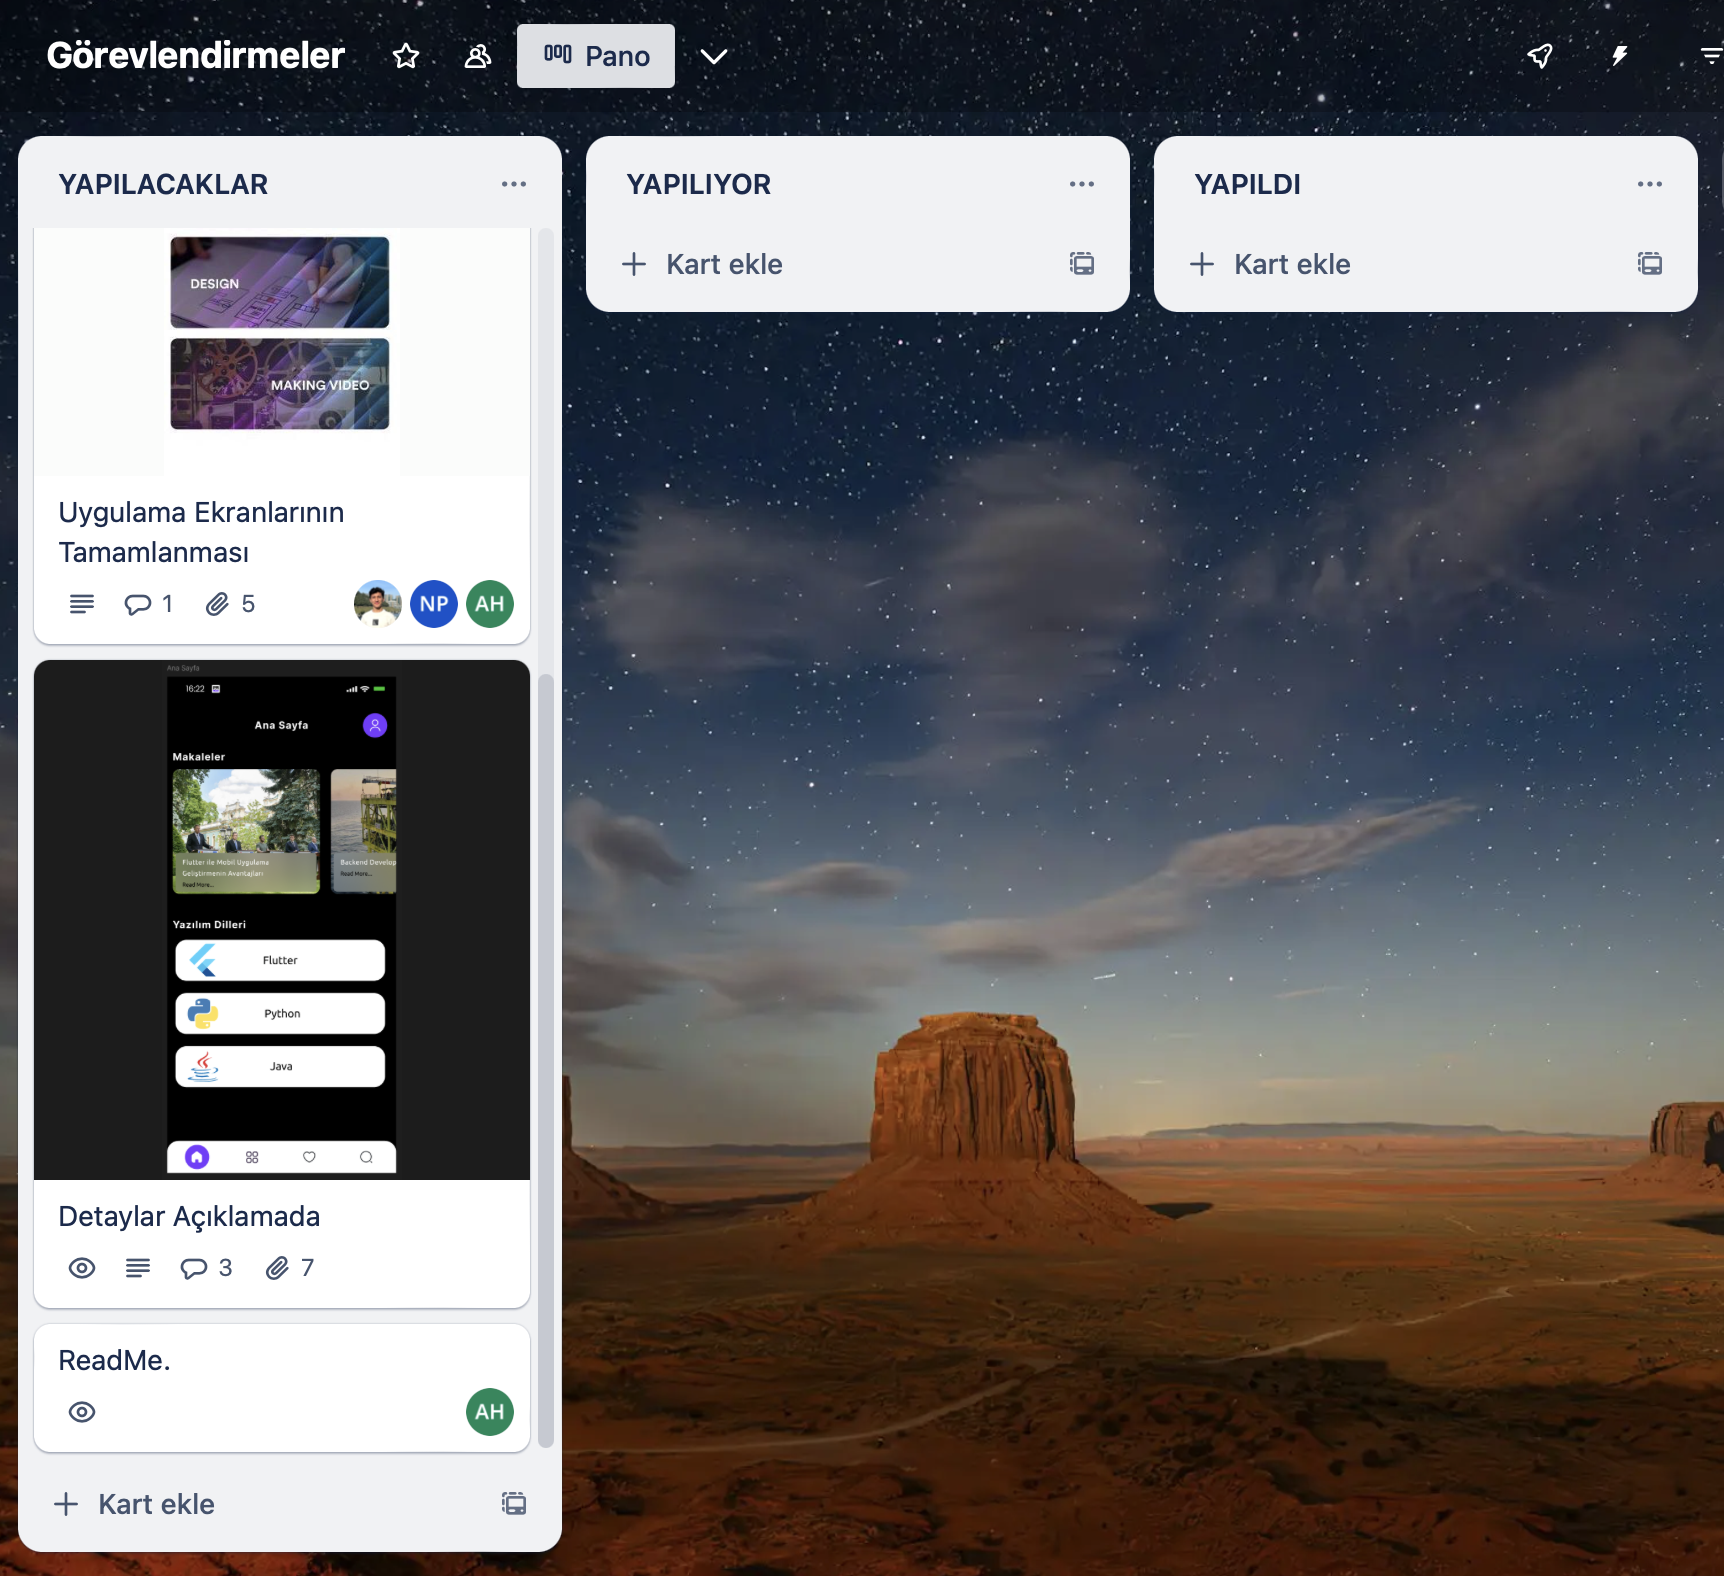 Görevlendirmeler
Pano
YAPILACAKLAR
DESIGN
MAKING VIDEO
Uygulama Ekranlarının
Tamamlanması
1
5
NP
AH
Ana Sayfa
16:22
Ana Sayfa
Makaleler
Flutter ile Mobil Uygulama
Geliştirmenin Avantajları
Read More...
Backend Develop
Read More...
Yazılım Dilleri
Flutter
Python
Java
Detaylar Açıklamada
3
7
ReadMe.
AH
Kart ekle
YAPILIYOR
Kart ekle
YAPILDI
Kart ekle